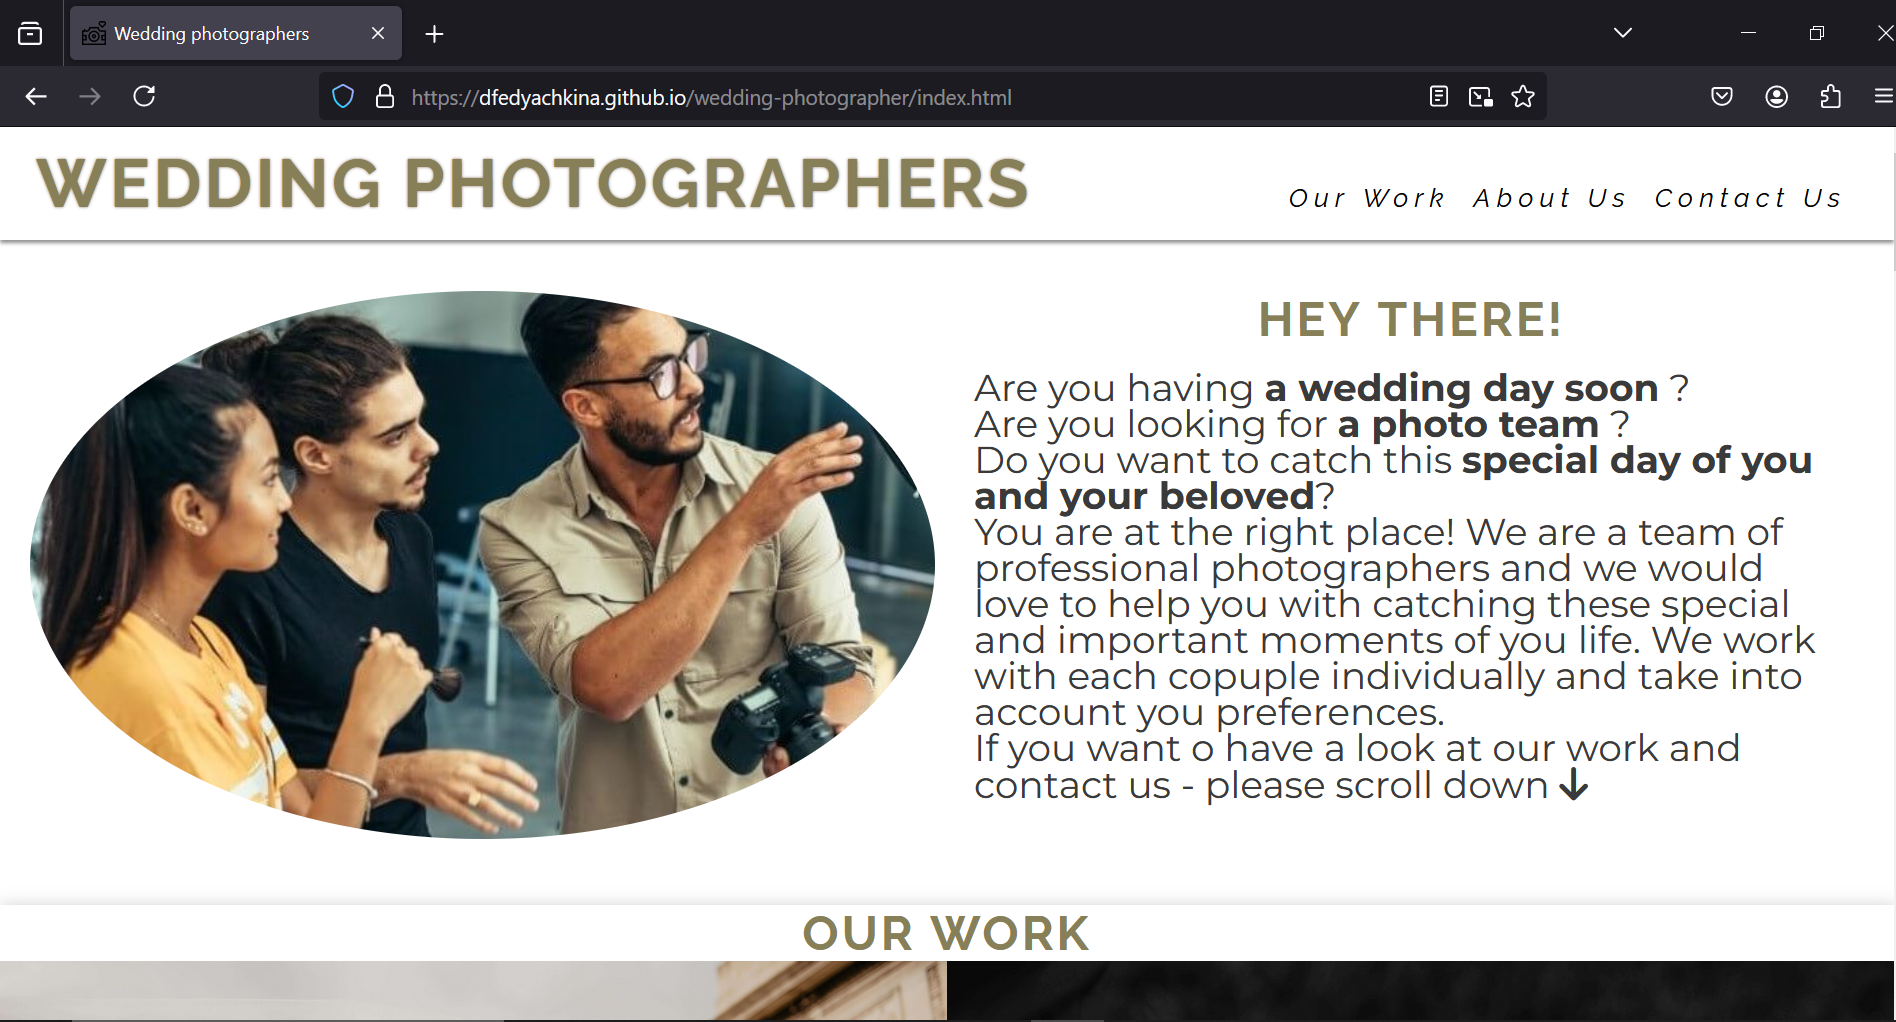 Wedding photographers
https://dfedyachkina.github.io/wedding-photographer/index.html
WEDDING PHOTOGRAPHERS
Our Work About Us Contact Us
HEY THERE!
Are you having a wedding day soon ?
Are you looking for a photo team ?
Do you want to catch this special day of you
and your beloved?
You are at the right place! We are a team of
professional photographers and we would
love to help you with catching these special
and important moments of you life. We work
with each copuple individually and take into
account you preferences.
If you want o have a look at our work and
contact us - please scroll down
OUR WORK